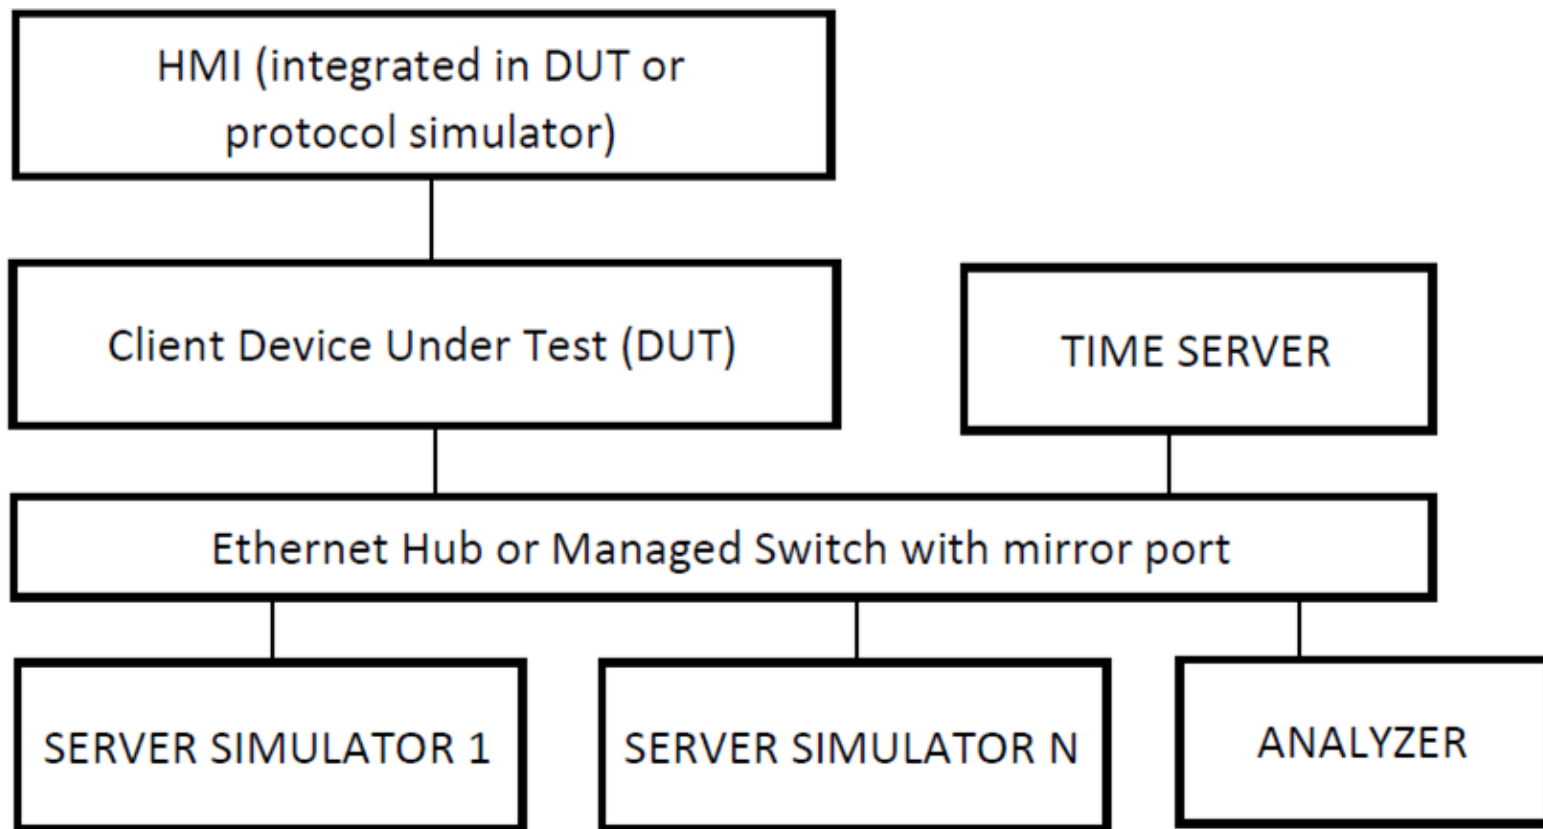 HMI (integrated in DUT or
protocol simulator)
Client Device Under Test (DUT)
TIME SERVER
Ethernet Hub or Managed Switch with mirror port
SERVER SIMULATOR 1
SERVER SIMULATOR N
ANALYZER